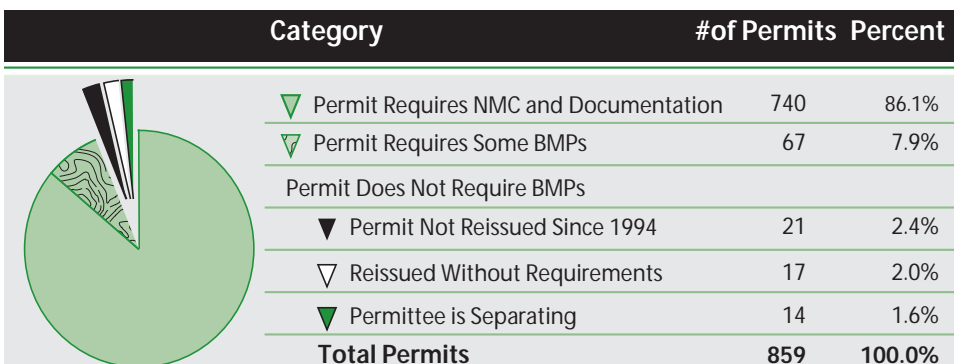 Category #of Permits Percent
Permit Requires NMC and Documentation 740 86.1%
Permit Requires Some BMPs 67 7.9%
Permit Does Not Require BMPs
Permit Not Reissued Since 1994 21 2.4%
Reissued Without Requirements 17 2.0%
Permittee is Separating 14 1.6%
Total Permits 859 100.0%